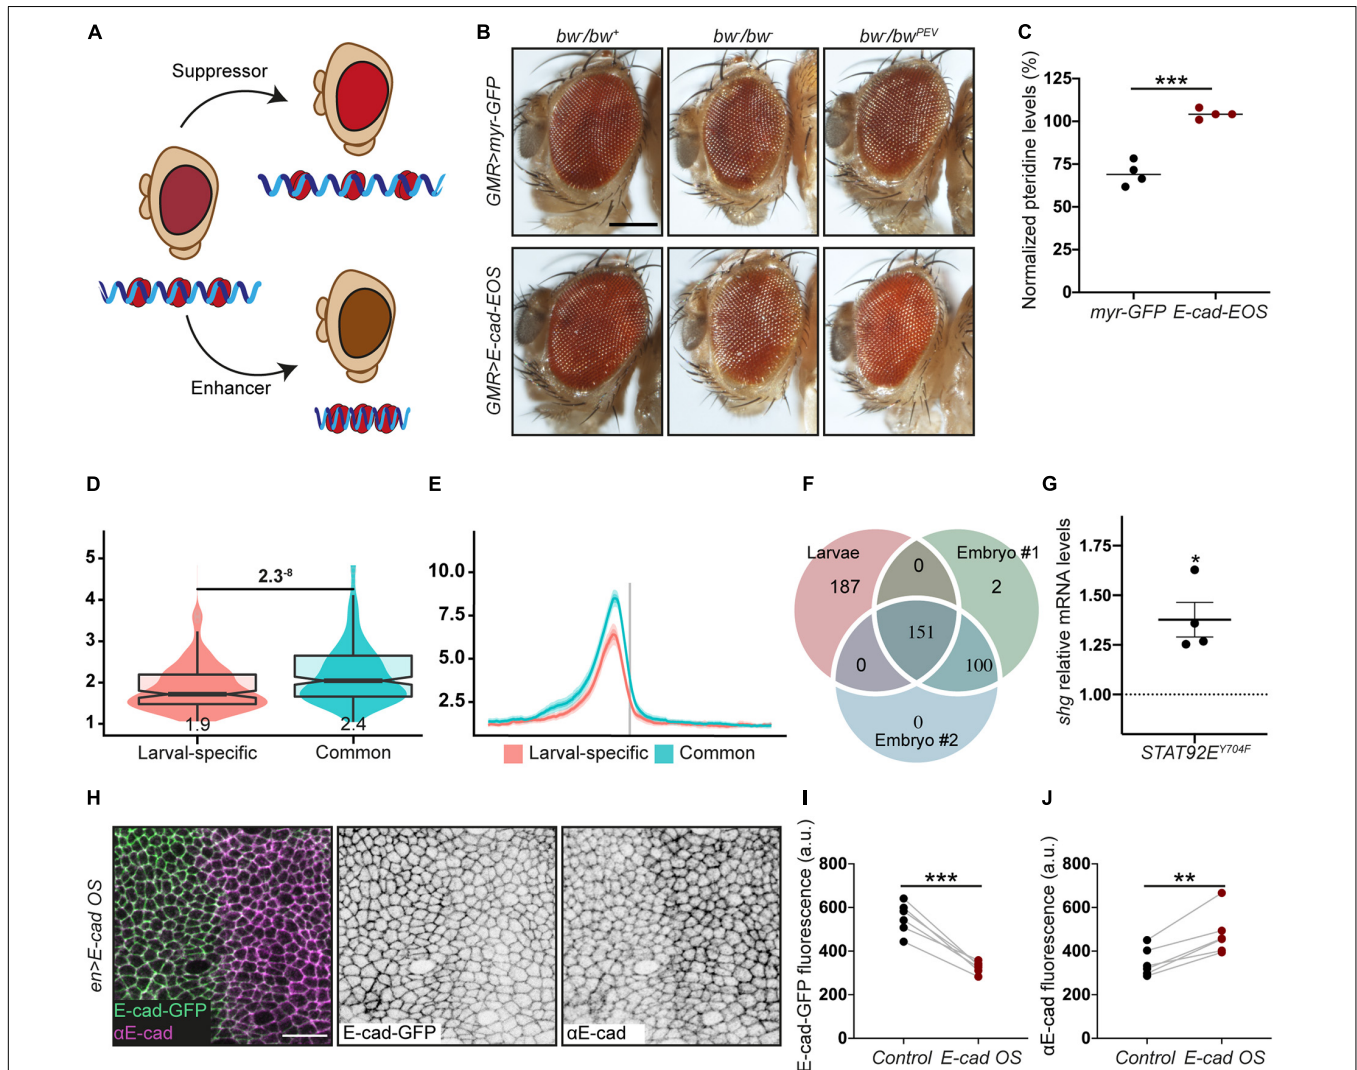 A
Suppressor
Enhancer
B
bw-/bw+
bw-/bw-
bw-/bwPEV
GMR>myr-GFP
GMR>E-cad-EOS
C
Normalized pteridine levels (%)
125
100
75
50
25
0
***
myr-GFP
E-cad-EOS
D
5
4
3
2
1
2.3-8
1.9
2.4
Larval-specific
Common
E
10.0
7.5
5.0
2.5
Larval-specific
Common
F
Larvae
187
0
Embryo #1
2
151
0
100
0
Embryo #2
G
shg relative mRNA levels
1.75
1.50
1.25
1.00
*
STAT92EY704F
H
en>E-cad OS
E-cad-GFP
αE-cad
E-cad-GFP
αE-cad
I
E-cad-GFP fluorescence (a.u.)
800
600
400
200
0
***
Control
E-cad OS
J
αE-cad fluorescence (a.u.)
800
600
400
200
0
**
Control
E-cad OS